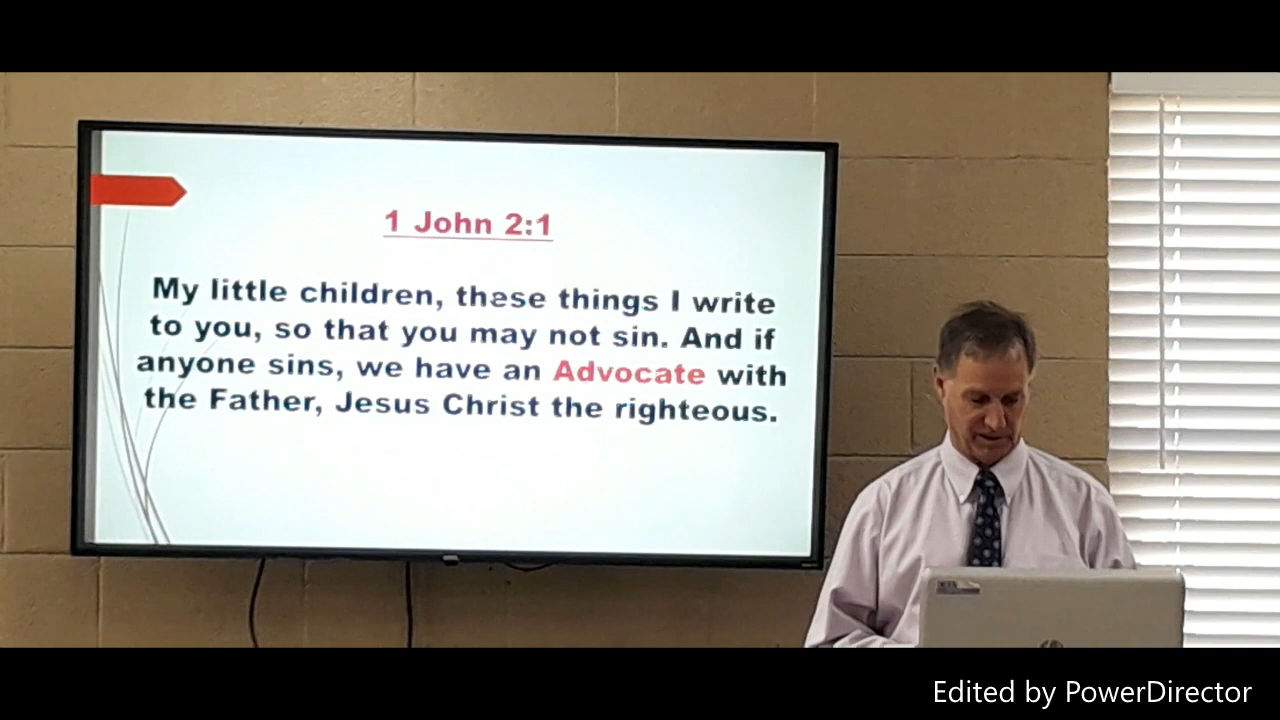 1 John 2:1
My little children, these things I write
to you, so that you may not sin. And if
anyone sins, we have an Advocate with
the Father, Jesus Christ the righteous.
hp
Edited by PowerDirector